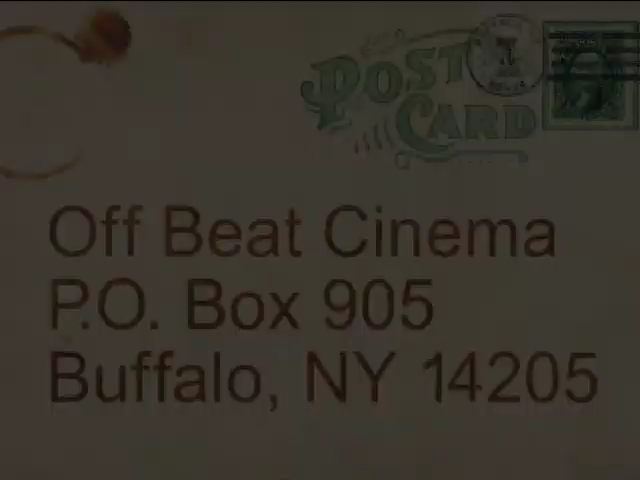 POST
CARD
Off Beat Cinema
P.O. Box 905
Buffalo, NY 14205